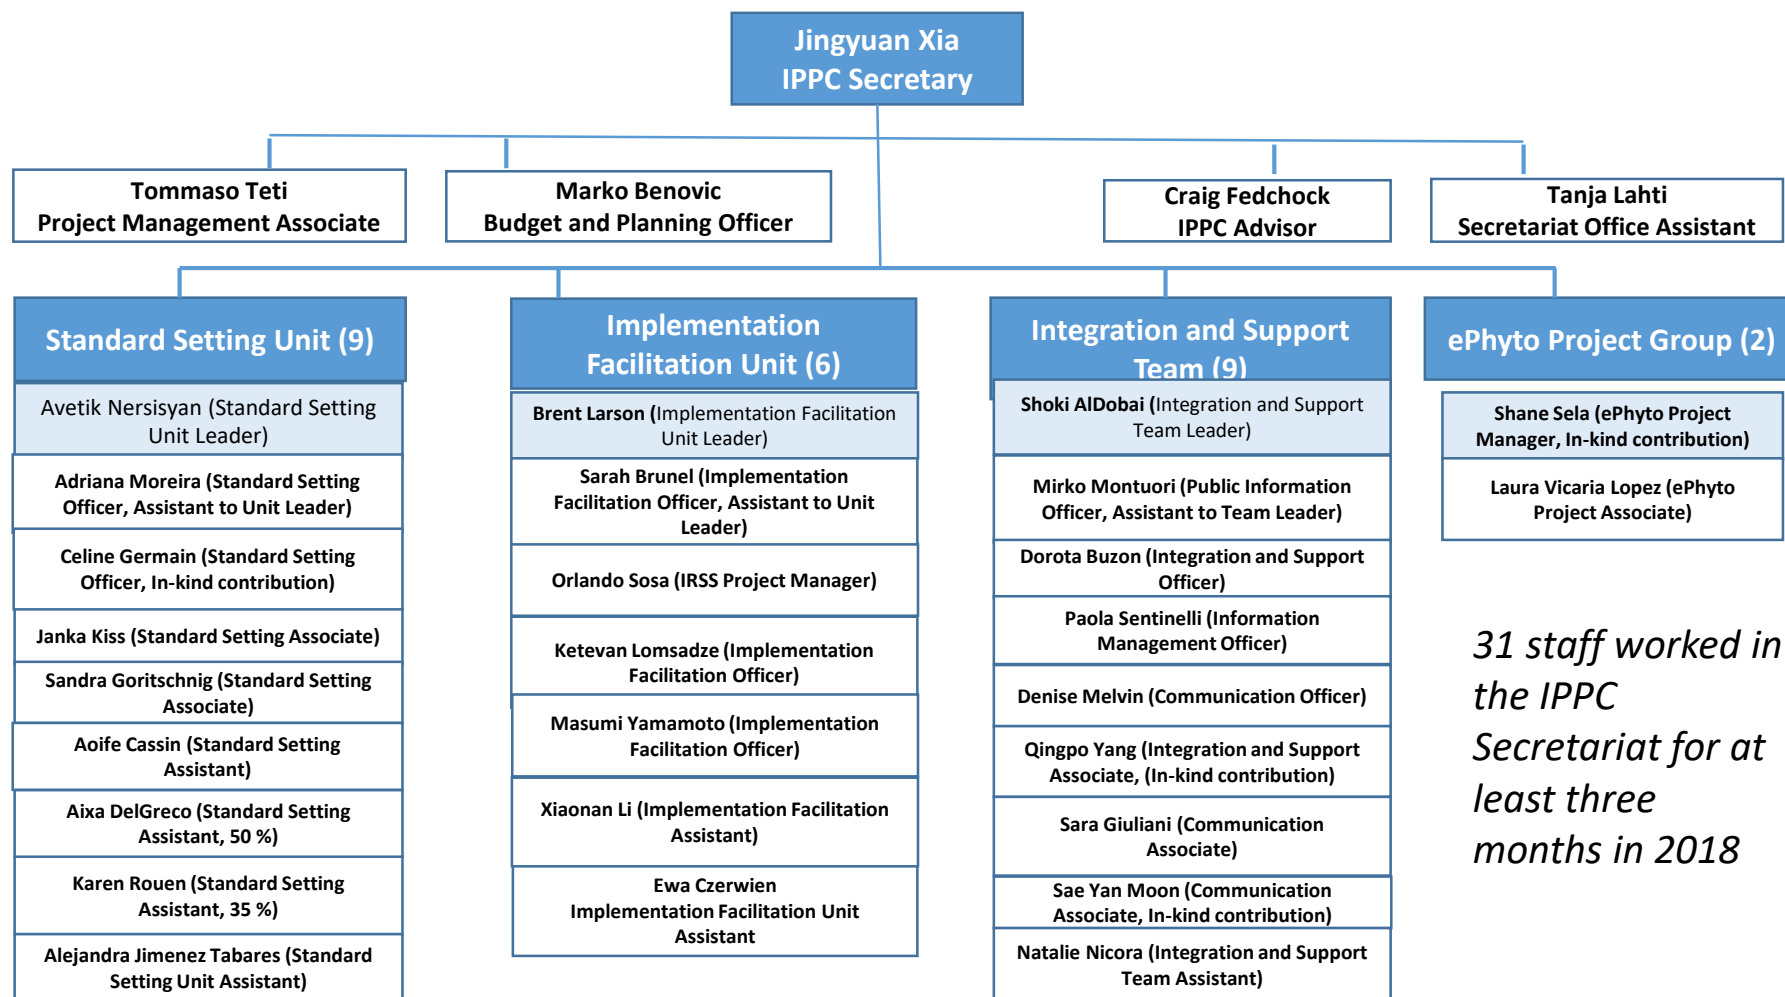 Jingyuan Xia
IPPC Secretary
Tommaso Teti
Project Management Associate
Marko Benovic
Budget and Planning Officer
Craig Fedchock
IPPC Advisor
Tanja Lahti
Secretariat Office Assistant
Standard Setting Unit (9)
Avetik Nersisyan (Standard Setting
Unit Leader)
Adriana Moreira (Standard Setting
Officer, Assistant to Unit Leader)
Celine Germain (Standard Setting
Officer, In-kind contribution)
Janka Kiss (Standard Setting Associate)
Sandra Goritschnig (Standard Setting
Associate)
Aoife Cassin (Standard Setting
Assistant)
Aixa DelGreco (Standard Setting
Assistant, 50 %)
Karen Rouen (Standard Setting
Assistant, 35 %)
Alejandra Jimenez Tabares (Standard
Setting Unit Assistant)
Implementation
Facilitation Unit (6)
Brent Larson (Implementation Facilitation
Unit Leader)
Sarah Brunel (Implementation
Facilitation Officer, Assistant to Unit
Leader)
Orlando Sosa (IRSS Project Manager)
Ketevan Lomsadze (Implementation
Facilitation Officer)
Masumi Yamamoto (Implementation
Facilitation Officer)
Xiaonan Li (Implementation Facilitation
Assistant)
Ewa Czerwien
Implementation Facilitation Unit
Assistant
Integration and Support
Team (9)
Shoki AlDobai (Integration and Support
Team Leader)
Mirko Montuori (Public Information
Officer, Assistant to Team Leader)
Dorota Buzon (Integration and Support
Officer)
Paola Sentinelli (Information
Management Officer)
Denise Melvin (Communication Officer)
Qingpo Yang (Integration and Support
Associate, (In-kind contribution)
Sara Giuliani (Communication
Associate)
Sae Yan Moon (Communication
Associate, In-kind contribution)
Natalie Nicora (Integration and Support
Team Assistant)
ePhyto Project Group (2)
Shane Sela (ePhyto Project
Manager, In-kind contribution)
Laura Vicaria Lopez (ePhyto
Project Associate)
31 staff worked in
the IPPC
Secretariat for at
least three
months in 2018